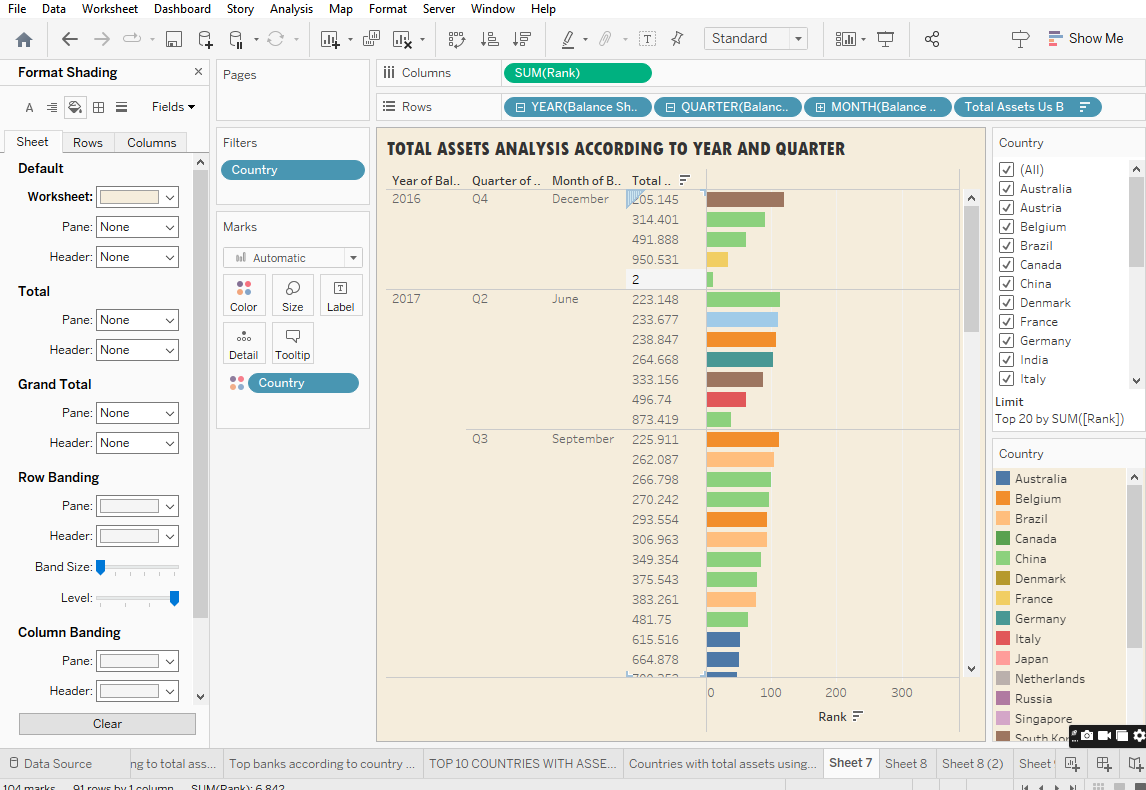 File Data Worksheet Dashboard Story Analysis Map Format Server Window Help
Standard
Show Me
Format Shading
Fields
Sheet Rows Columns
Default
Worksheet:
Pane: None
Header: None
Total
Pane: None
Header: None
Grand Total
Pane: None
Header: None
Row Banding
Pane:
Header:
Band Size:
Level:
Column Banding
Pane:
Header:
Clear
Pages
Filters
Country
Marks
Automatic
Color Size Label
Detail Tooltip
Country
Columns SUM(Rank)
Rows YEAR(Balance Sh.. QUARTER(Balanc.. MONTH(Balance .. Total Assets Us B
TOTAL ASSETS ANALYSIS ACCORDING TO YEAR AND QUARTER
Year of Bal.. Quarter of .. Month of B.. Total ..
2016 Q4 December 205.145
314.401
491.888
950.531
2
2017 Q2 June 223.148
233.677
238.847
264.668
333.156
496.74
873.419
Q3 September 225.911
262.087
266.798
270.242
293.554
306.963
349.354
375.543
383.261
481.75
615.516
664.878
0 100 200 300
Rank
Country
(All)
Australia
Austria
Belgium
Brazil
Canada
China
Denmark
France
Germany
India
Italy
Limit
Top 20 by SUM([Rank])
Country
Australia
Belgium
Brazil
Canada
China
Denmark
France
Germany
Italy
Japan
Netherlands
Russia
Singapore
South Kor
Data Source ng to total ass... Top banks according to country ... TOP 10 COUNTRIES WITH ASSE... Countries with total assets using... Sheet 7 Sheet 8 Sheet 8 (2) Sheet
104 marks 91 rows by 1 column SUM(Rank): 6,842